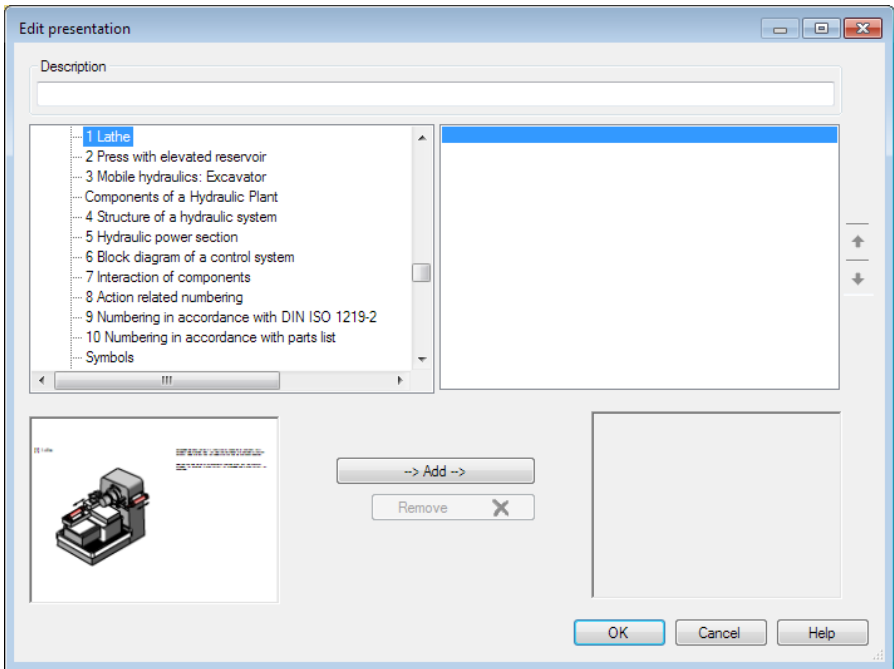 Edit presentation
Description
1 Lathe
2 Press with elevated reservoir
3 Mobile hydraulics: Excavator
Components of a Hydraulic Plant
4 Structure of a hydraulic system
5 Hydraulic power section
6 Block diagram of a control system
7 Interaction of components
8 Action related numbering
9 Numbering in accordance with DIN ISO 1219-2
10 Numbering in accordance with parts list
Symbols
--> Add -->
Remove
OK
Cancel
Help